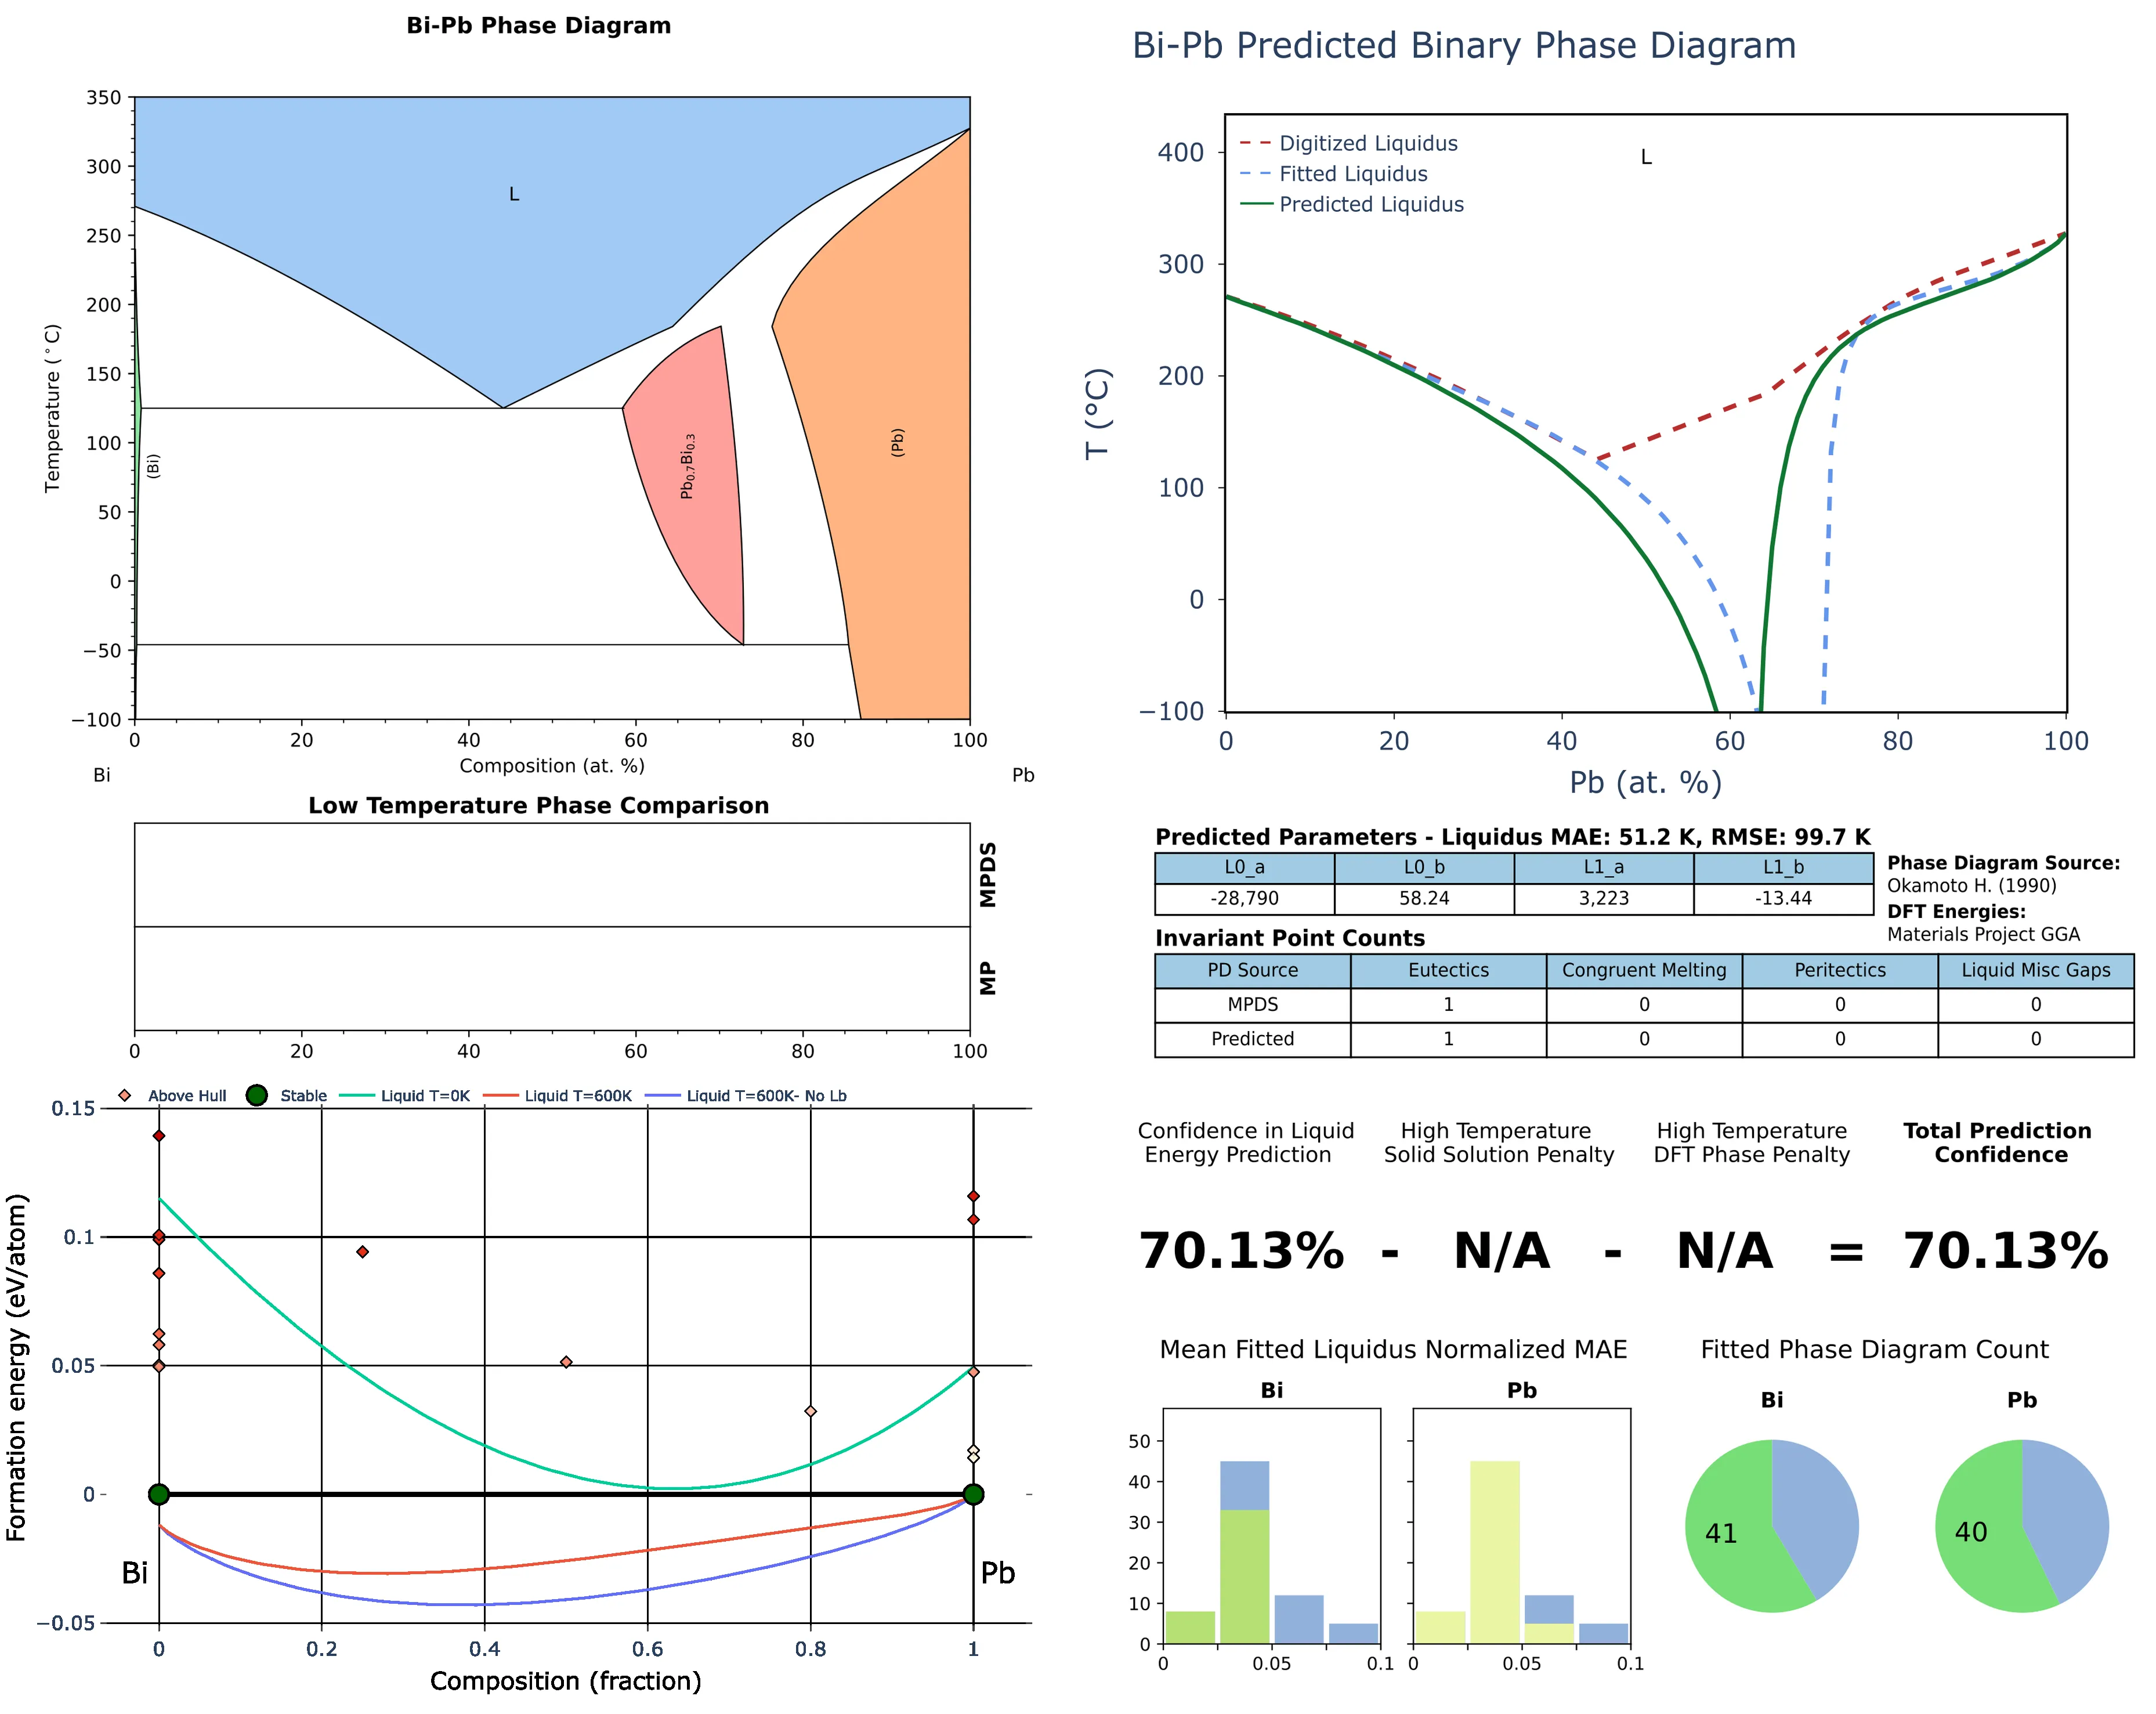 Bi-Pb Phase Diagram
350
300
250
200
150
100
50
0
−50
−100
Temperature (°C)
L
(Bi)
Pb0.7Bi0.3
(Pb)
0 20 40 60 80 100
Composition (at. %)
Bi Pb
Low Temperature Phase Comparison
MPDS
MP
0 20 40 60 80 100
Above Hull Stable Liquid T=0K Liquid T=600K Liquid T=600K- No Lb
0.15
0.1
0.05
0
−0.05
Formation energy (eV/atom)
Bi Pb
0 0.2 0.4 0.6 0.8 1
Composition (fraction)
Bi-Pb Predicted Binary Phase Diagram
Digitized Liquidus
Fitted Liquidus
Predicted Liquidus
L
400
300
200
100
0
−100
T (°C)
0 20 40 60 80 100
Pb (at. %)
Predicted Parameters - Liquidus MAE: 51.2 K, RMSE: 99.7 K
L0_a L0_b L1_a L1_b
-28,790 58.24 3,223 -13.44
Phase Diagram Source:
Okamoto H. (1990)
DFT Energies:
Materials Project GGA
Invariant Point Counts
PD Source Eutectics Congruent Melting Peritectics Liquid Misc Gaps
MPDS 1 0 0 0
Predicted 1 0 0 0
Confidence in Liquid
Energy Prediction
High Temperature
Solid Solution Penalty
High Temperature
DFT Phase Penalty
Total Prediction
Confidence
70.13% - N/A - N/A = 70.13%
Mean Fitted Liquidus Normalized MAE
Bi Pb
50
40
30
20
10
0
0 0.05 0.1
0 0.05 0.1
Fitted Phase Diagram Count
Bi Pb
41 40